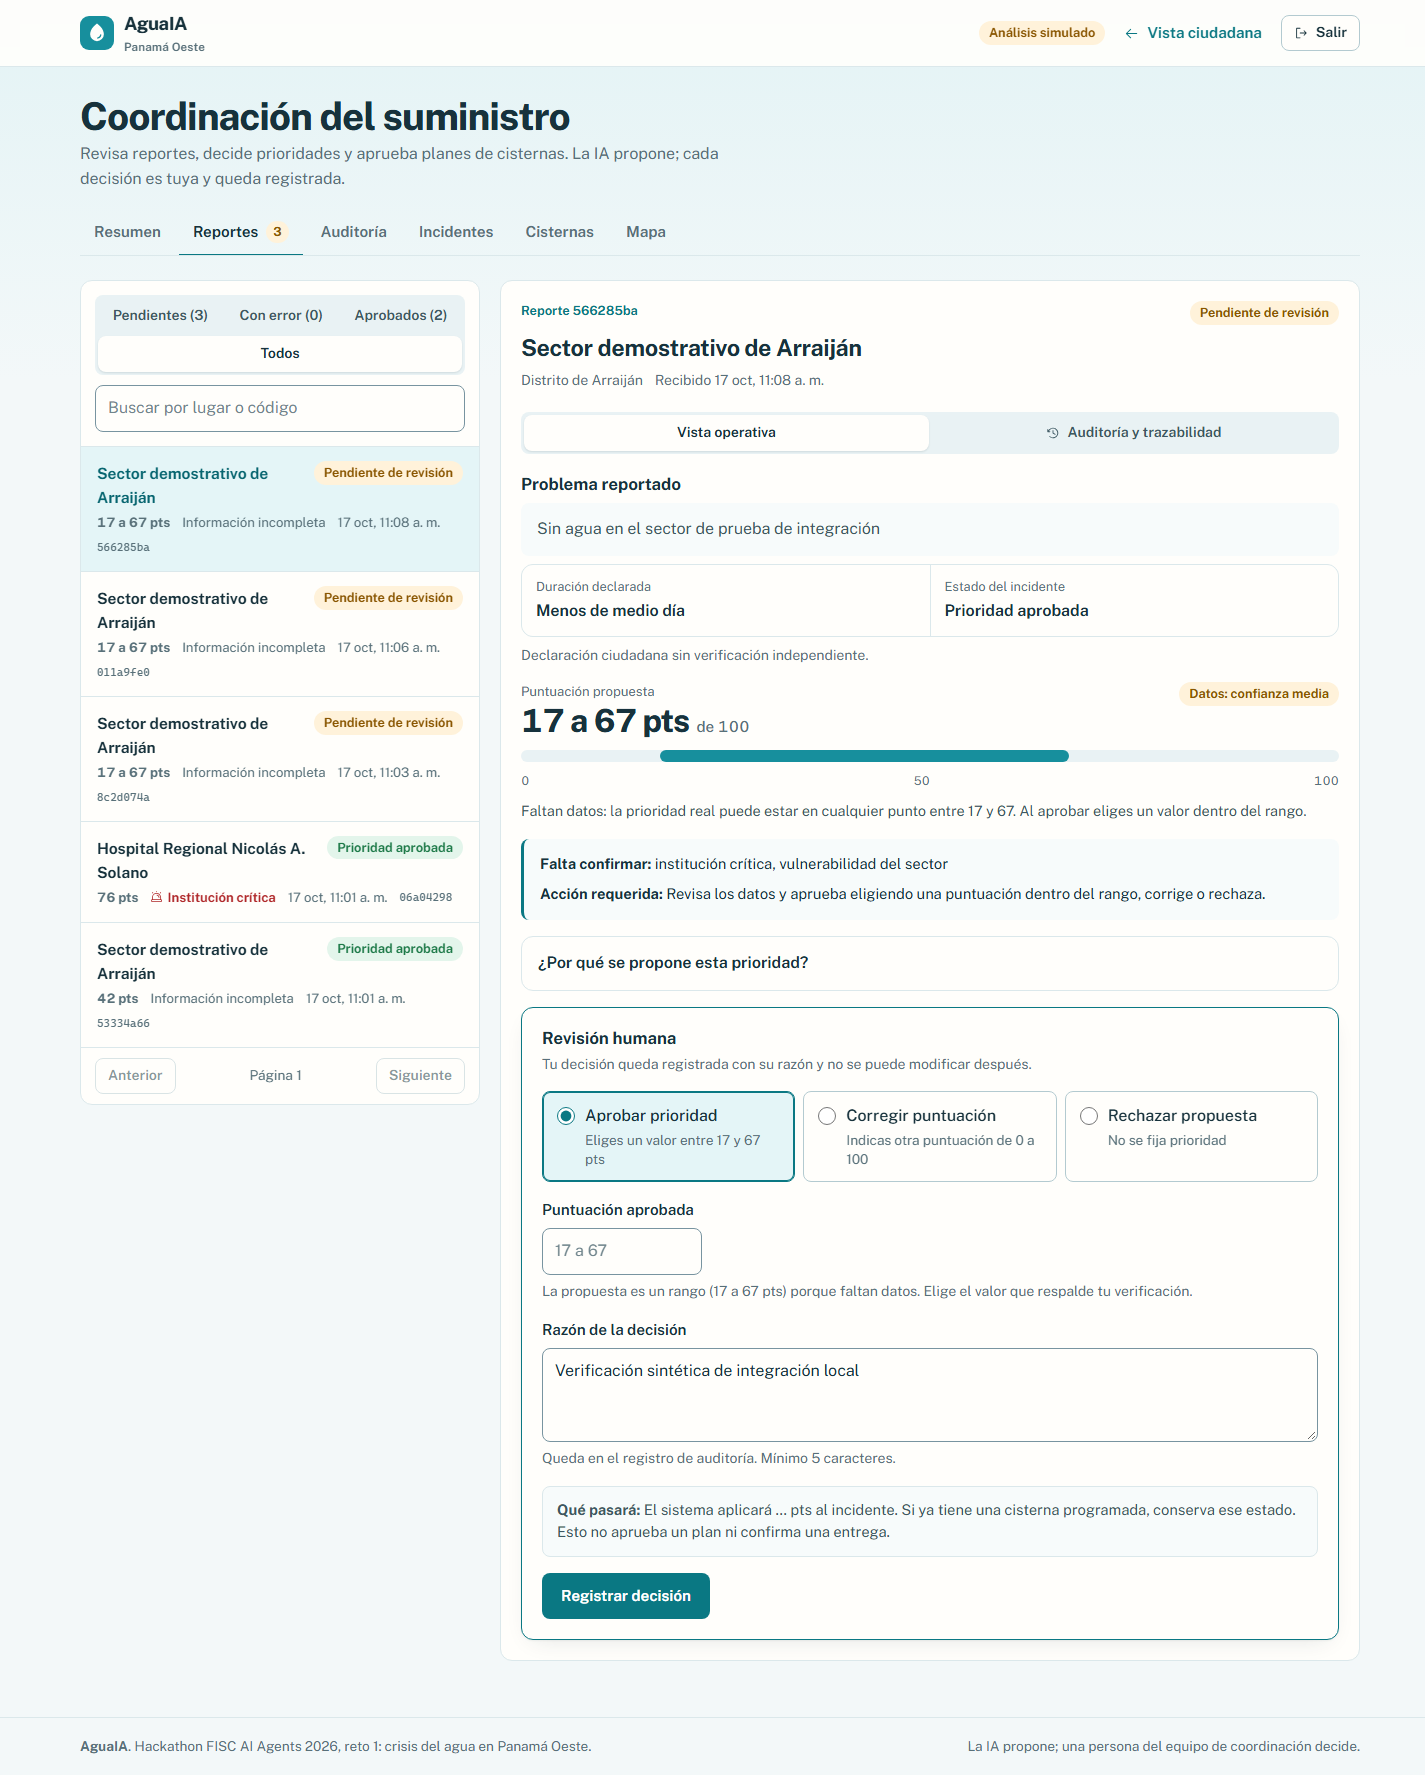 AguaIA
Panamá Oeste
Análisis simulado
← Vista ciudadana
Salir
Coordinación del suministro
Revisa reportes, decide prioridades y aprueba planes de cisternas. La IA propone; cada
decisión es tuya y queda registrada.
Resumen
Reportes 3
Auditoría
Incidentes
Cisternas
Mapa
Pendientes (3)
Con error (0)
Aprobados (2)
Todos
Buscar por lugar o código
Sector demostrativo de
Arraiján
Pendiente de revisión
17 a 67 pts Información incompleta 17 oct, 11:08 a. m.
566285ba
Sector demostrativo de
Arraiján
Pendiente de revisión
17 a 67 pts Información incompleta 17 oct, 11:06 a. m.
011a9fe0
Sector demostrativo de
Arraiján
Pendiente de revisión
17 a 67 pts Información incompleta 17 oct, 11:03 a. m.
8c2d074a
Hospital Regional Nicolás A.
Solano
Prioridad aprobada
76 pts Institución crítica 17 oct, 11:01 a. m. 06a04298
Sector demostrativo de
Arraiján
Prioridad aprobada
42 pts Información incompleta 17 oct, 11:01 a. m.
53334a66
Anterior
Página 1
Siguiente
Reporte 566285ba
Pendiente de revisión
Sector demostrativo de Arraiján
Distrito de Arraiján Recibido 17 oct, 11:08 a. m.
Vista operativa
Auditoría y trazabilidad
Problema reportado
Sin agua en el sector de prueba de integración
Duración declarada
Menos de medio día
Estado del incidente
Prioridad aprobada
Declaración ciudadana sin verificación independiente.
Puntuación propuesta
Datos: confianza media
17 a 67 pts de 100
0
50
100
Faltan datos: la prioridad real puede estar en cualquier punto entre 17 y 67. Al aprobar eliges un valor dentro del rango.
Falta confirmar: institución crítica, vulnerabilidad del sector
Acción requerida: Revisa los datos y aprueba eligiendo una puntuación dentro del rango, corrige o rechaza.
¿Por qué se propone esta prioridad?
Revisión humana
Tu decisión queda registrada con su razón y no se puede modificar después.
Aprobar prioridad
Eliges un valor entre 17 y 67
pts
Corregir puntuación
Indicas otra puntuación de 0 a
100
Rechazar propuesta
No se fija prioridad
Puntuación aprobada
17 a 67
La propuesta es un rango (17 a 67 pts) porque faltan datos. Elige el valor que respalde tu verificación.
Razón de la decisión
Verificación sintética de integración local
Queda en el registro de auditoría. Mínimo 5 caracteres.
Qué pasará: El sistema aplicará ... pts al incidente. Si ya tiene una cisterna programada, conserva ese estado.
Esto no aprueba un plan ni confirma una entrega.
Registrar decisión
AguaIA. Hackathon FISC AI Agents 2026, reto 1: crisis del agua en Panamá Oeste.
La IA propone; una persona del equipo de coordinación decide.